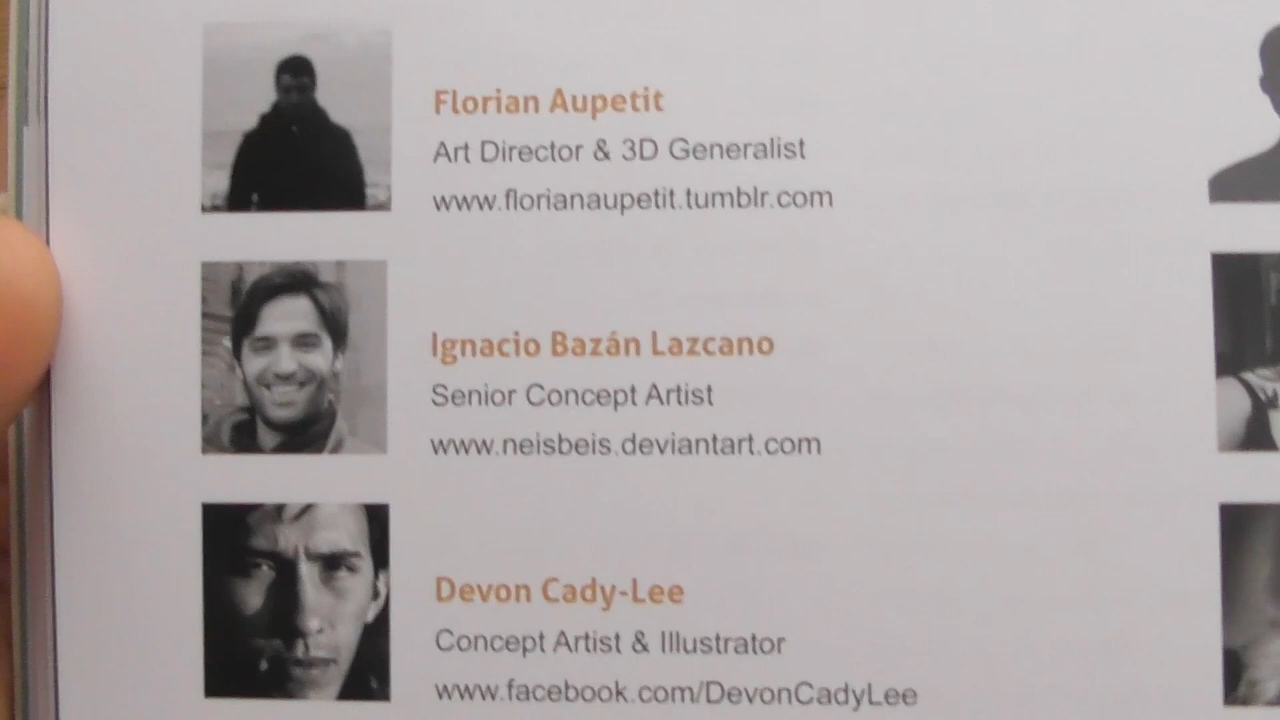 Florian Aupetit
Art Director & 3D Generalist
www.florianaupetit.tumblr.com
Ignacio Bazán Lazcano
Senior Concept Artist
www.neisbeis.deviantart.com
Devon Cady-Lee
Concept Artist & Illustrator
www.facebook.com/DevonCadyLee